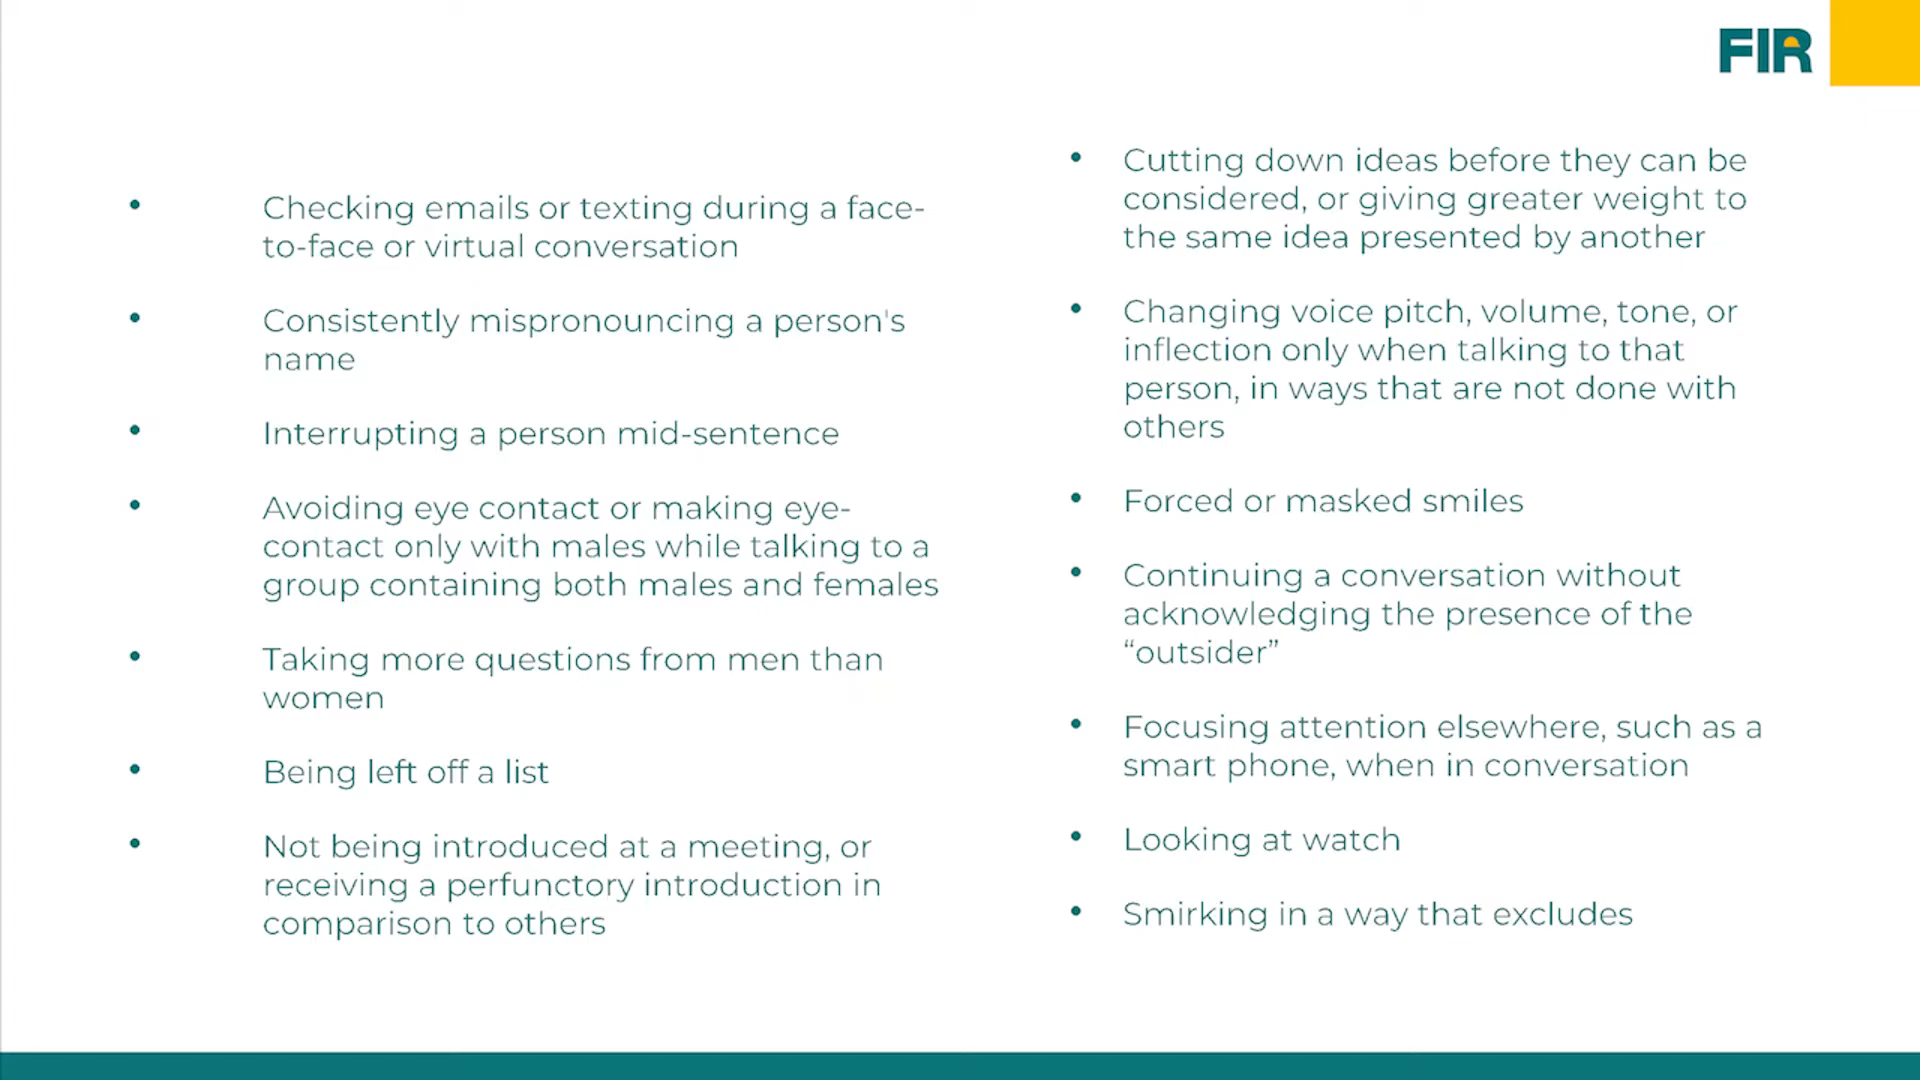 FIR
• Checking emails or texting during a face-
to-face or virtual conversation
• Consistently mispronouncing a person's
name
• Interrupting a person mid-sentence
• Avoiding eye contact or making eye-
contact only with males while talking to a
group containing both males and females
• Taking more questions from men than
women
• Being left off a list
• Not being introduced at a meeting, or
receiving a perfunctory introduction in
comparison to others
• Cutting down ideas before they can be
considered, or giving greater weight to
the same idea presented by another
• Changing voice pitch, volume, tone, or
inflection only when talking to that
person, in ways that are not done with
others
• Forced or masked smiles
• Continuing a conversation without
acknowledging the presence of the
“outsider”
• Focusing attention elsewhere, such as a
smart phone, when in conversation
• Looking at watch
• Smirking in a way that excludes